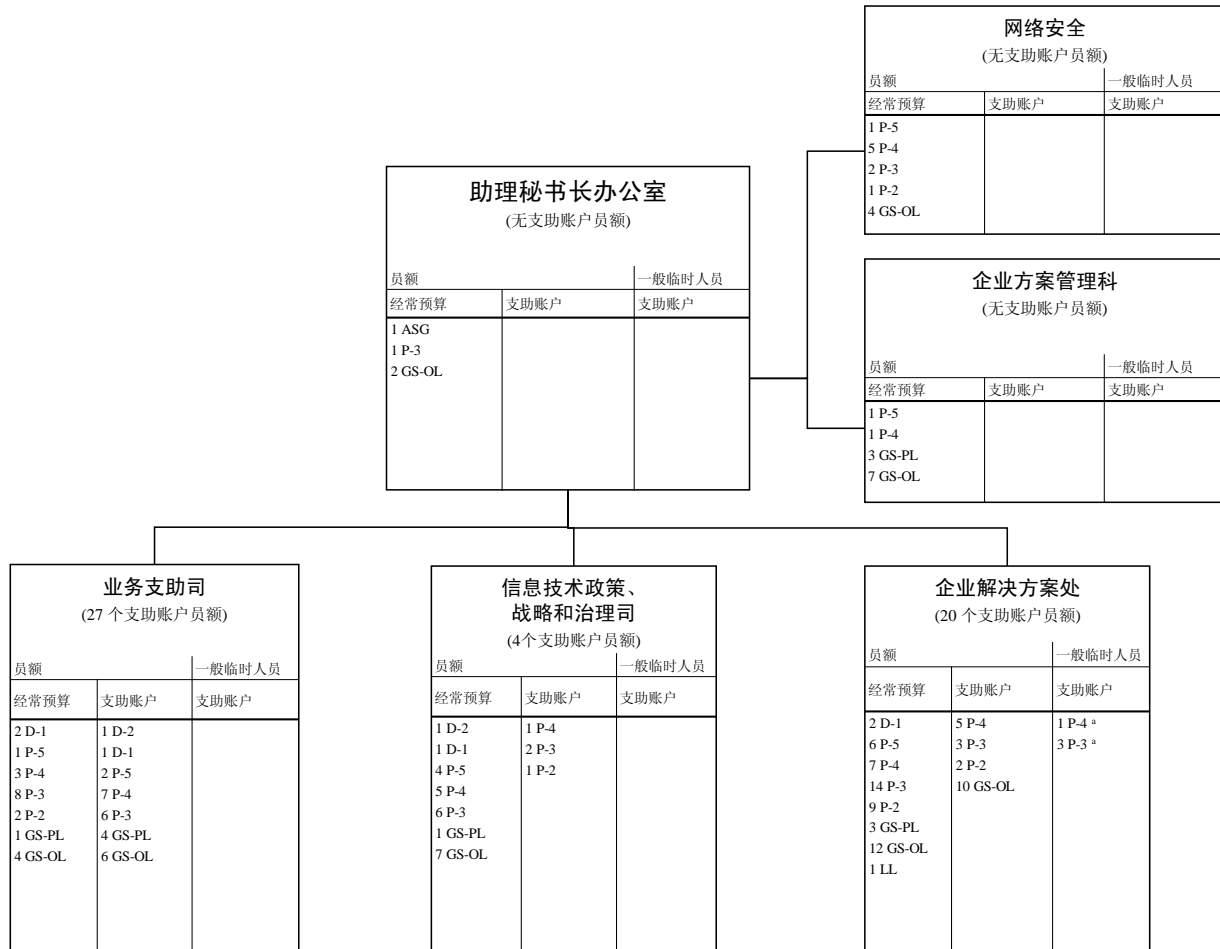 网络安全
(无支助账户员额)
员额 一般临时人员
经常预算 支助账户 支助账户
1 P-5
5 P-4
2 P-3
1 P-2
4 GS-OL
助理秘书长办公室
(无支助账户员额)
员额 一般临时人员
经常预算 支助账户 支助账户
1 ASG
1 P-3
2 GS-OL
企业方案管理科
(无支助账户员额)
员额 一般临时人员
经常预算 支助账户 支助账户
1 P-5
1 P-4
3 GS-PL
7 GS-OL
业务支助司
(27 个支助账户员额)
员额 一般临时人员
经常预算 支助账户 支助账户
2 D-1 1 D-2
1 P-5 1 D-1
3 P-4 2 P-5
8 P-3 7 P-4
2 P-2 6 P-3
1 GS-PL 4 GS-PL
4 GS-OL 6 GS-OL
信息技术政策、
战略和治理司
(4个支助账户员额)
员额 一般临时人员
经常预算 支助账户 支助账户
1 D-2 1 P-4
1 D-1 2 P-3
4 P-5 1 P-2
5 P-4
6 P-3
1 GS-PL
7 GS-OL
企业解决方案处
(20 个支助账户员额)
员额 一般临时人员
经常预算 支助账户 支助账户
2 D-1 5 P-4 1 P-4 ᵃ
6 P-5 3 P-3 3 P-3 ᵃ
7 P-4 2 P-2
14 P-3 10 GS-OL
9 P-2
3 GS-PL
12 GS-OL
1 LL